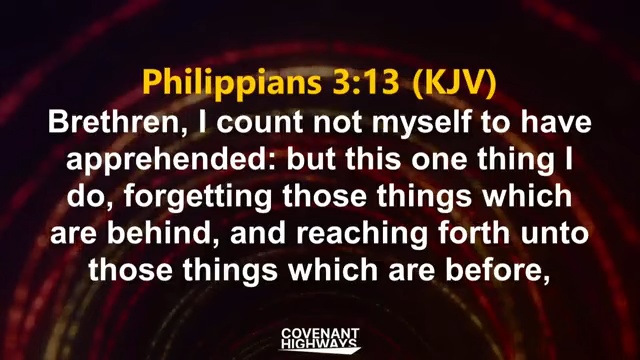 Philippians 3:13 (KJV)
Brethren, I count not myself to have
apprehended: but this one thing I
do, forgetting those things which
are behind, and reaching forth unto
those things which are before,
COVENANT
HIGHWAYS